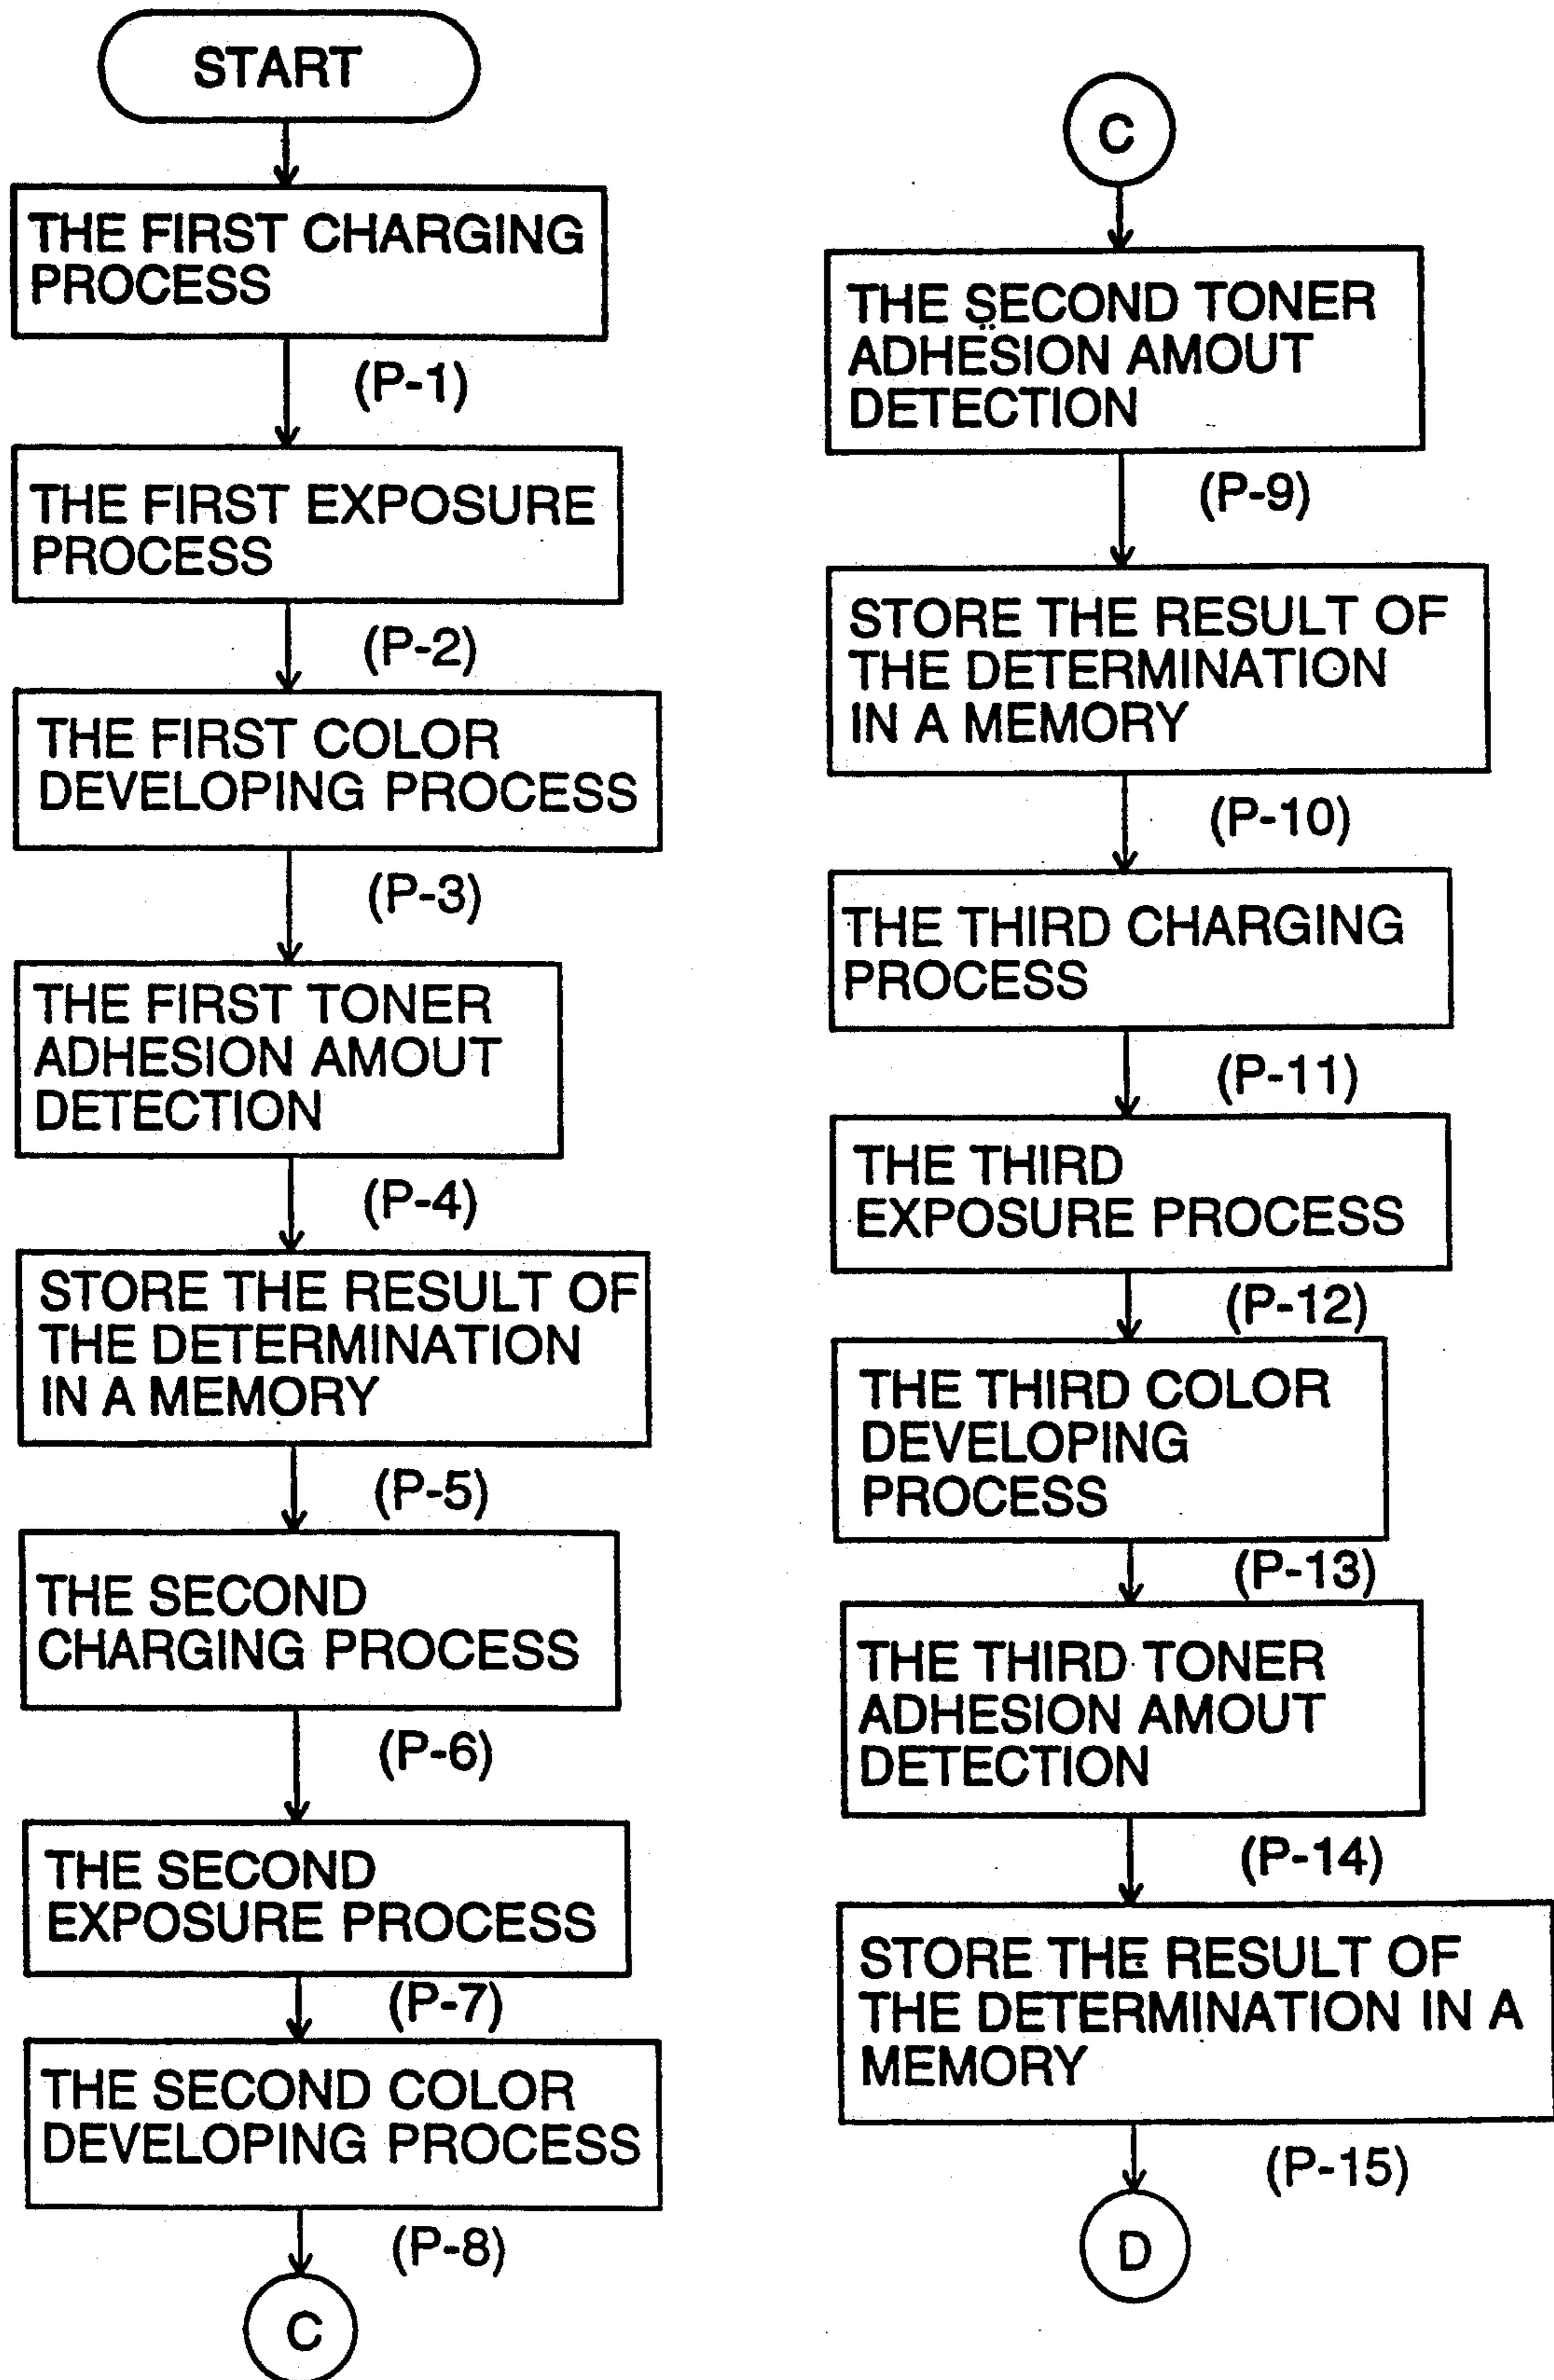 START
THE FIRST CHARGING
PROCESS
(P-1)
THE FIRST EXPOSURE
PROCESS
(P-2)
THE FIRST COLOR
DEVELOPING PROCESS
(P-3)
THE FIRST TONER
ADHESION AMOUT
DETECTION
(P-4)
STORE THE RESULT OF
THE DETERMINATION
IN A MEMORY
(P-5)
THE SECOND
CHARGING PROCESS
(P-6)
THE SECOND
EXPOSURE PROCESS
(P-7)
THE SECOND COLOR
DEVELOPING PROCESS
(P-8)
C
C
THE SECOND TONER
ADHESION AMOUT
DETECTION
(P-9)
STORE THE RESULT OF
THE DETERMINATION
IN A MEMORY
(P-10)
THE THIRD CHARGING
PROCESS
(P-11)
THE THIRD
EXPOSURE PROCESS
(P-12)
THE THIRD COLOR
DEVELOPING
PROCESS
(P-13)
THE THIRD TONER
ADHESION AMOUT
DETECTION
(P-14)
STORE THE RESULT OF
THE DETERMINATION IN A
MEMORY
(P-15)
D